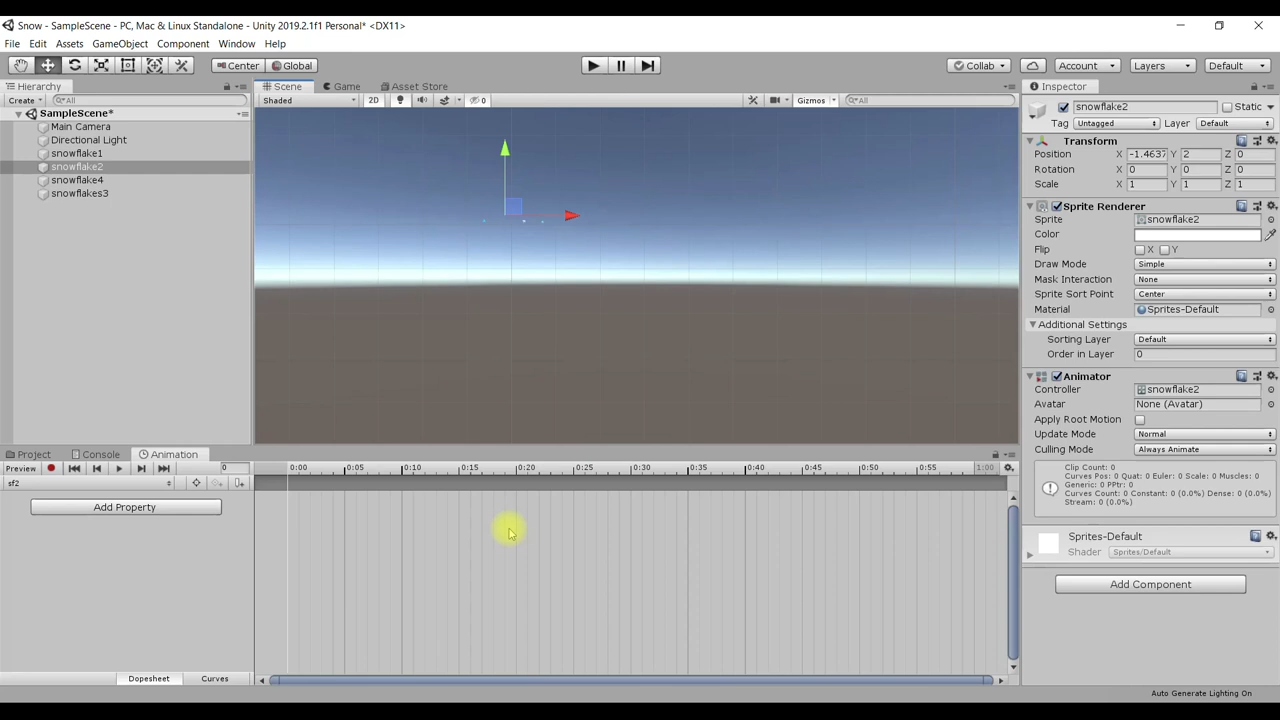 Snow - SampleScene - PC, Mac & Linux Standalone - Unity 2019.2.1f1 Personal* <DX11>
File Edit Assets GameObject Component Window Help
Center Global Collab Account Layers Default
Hierarchy
Create All
SampleScene*
Main Camera
Directional Light
snowflake1
snowflake2
snowflake4
snowflakes3
Scene Game Asset Store
Shaded 2D 0 Gizmos All
Inspector
snowflake2 Static
Tag Untagged Layer Default
Transform
Position X -1.4637 Y 2 Z 0
Rotation X 0 Y 0 Z 0
Scale X 1 Y 1 Z 1
Sprite Renderer
Sprite snowflake2
Color
Flip X Y
Draw Mode Simple
Mask Interaction None
Sprite Sort Point Center
Material Sprites-Default
Additional Settings
Sorting Layer Default
Order in Layer 0
Animator
Controller snowflake2
Avatar None (Avatar)
Apply Root Motion
Update Mode Normal
Culling Mode Always Animate
Clip Count: 0
Curves Pos: 0 Quat: 0 Euler: 0 Scale: 0 Muscles: 0
Generic: 0 PPtr: 0
Curves Count: 0 Constant: 0 (0.0%) Dense: 0 (0.0%)
Stream: 0 (0.0%)
Sprites-Default
Shader Sprites/Default
Add Component
Project Console Animation
Preview 0 0:00 0:05 0:10 0:15 0:20 0:25 0:30 0:35 0:40 0:45 0:50 0:55 1:00
sf2
Add Property
Dopesheet Curves
Auto Generate Lighting On